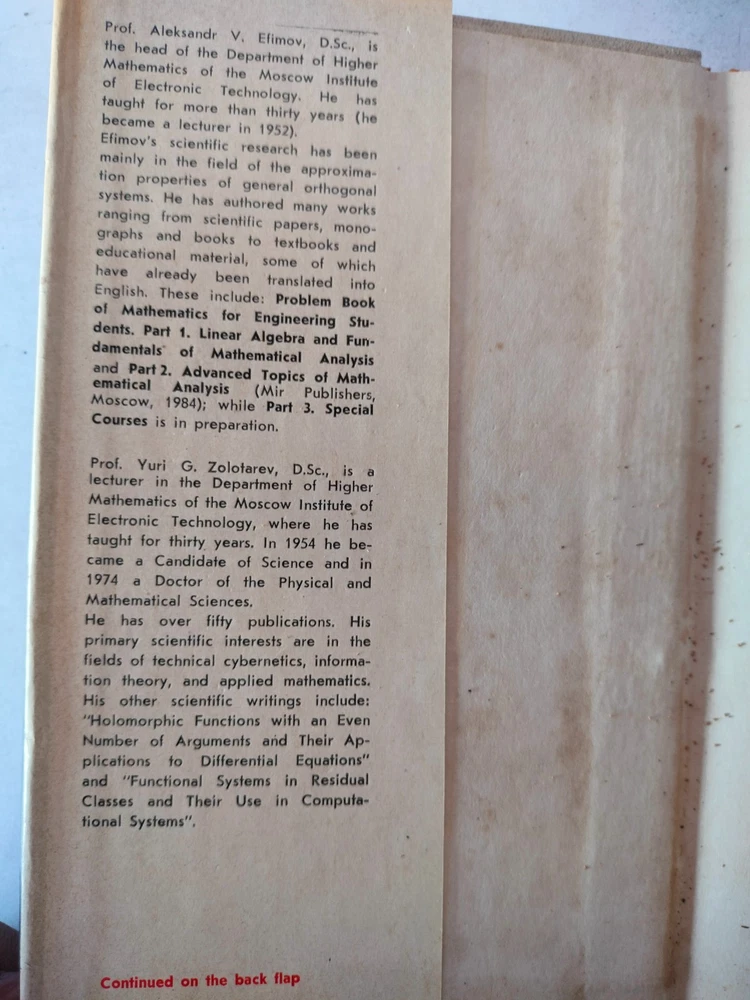 Prof. Aleksandr V. Efimov, D.Sc., is
the head of the Department of Higher
Mathematics of the Moscow Institute
of Electronic Technology. He has
taught for more than thirty years (he
became a lecturer in 1952).
Efimov's scientific research has been
mainly in the field of the approxima-
tion properties of general orthogonal
systems. He has authored many works
ranging from scientific papers, mono-
graphs and books to textbooks and
educational material, some of which
have already been translated into
English. These include: Problem Book
of Mathematics for Engineering Stu-
dents. Part 1. Linear Algebra and Fun-
damentals of Mathematical Analysis
and Part 2. Advanced Topics of Math-
ematical Analysis (Mir Publishers,
Moscow, 1984); while Part 3. Special
Courses is in preparation.
Prof. Yuri G. Zolotarev, D.Sc., is a
lecturer in the Department of Higher
Mathematics of the Moscow Institute of
Electronic Technology, where he has
taught for thirty years. In 1954 he be-
came a Candidate of Science and in
1974 a Doctor of the Physical and
Mathematical Sciences.
He has over fifty publications. His
primary scientific interests are in the
fields of technical cybernetics, informa-
tion theory, and applied mathematics.
His other scientific writings include:
"Holomorphic Functions with an Even
Number of Arguments and Their Ap-
plications to Differential Equations"
and "Functional Systems in Residual
Classes and Their Use in Computa-
tional Systems".
Continued on the back flap